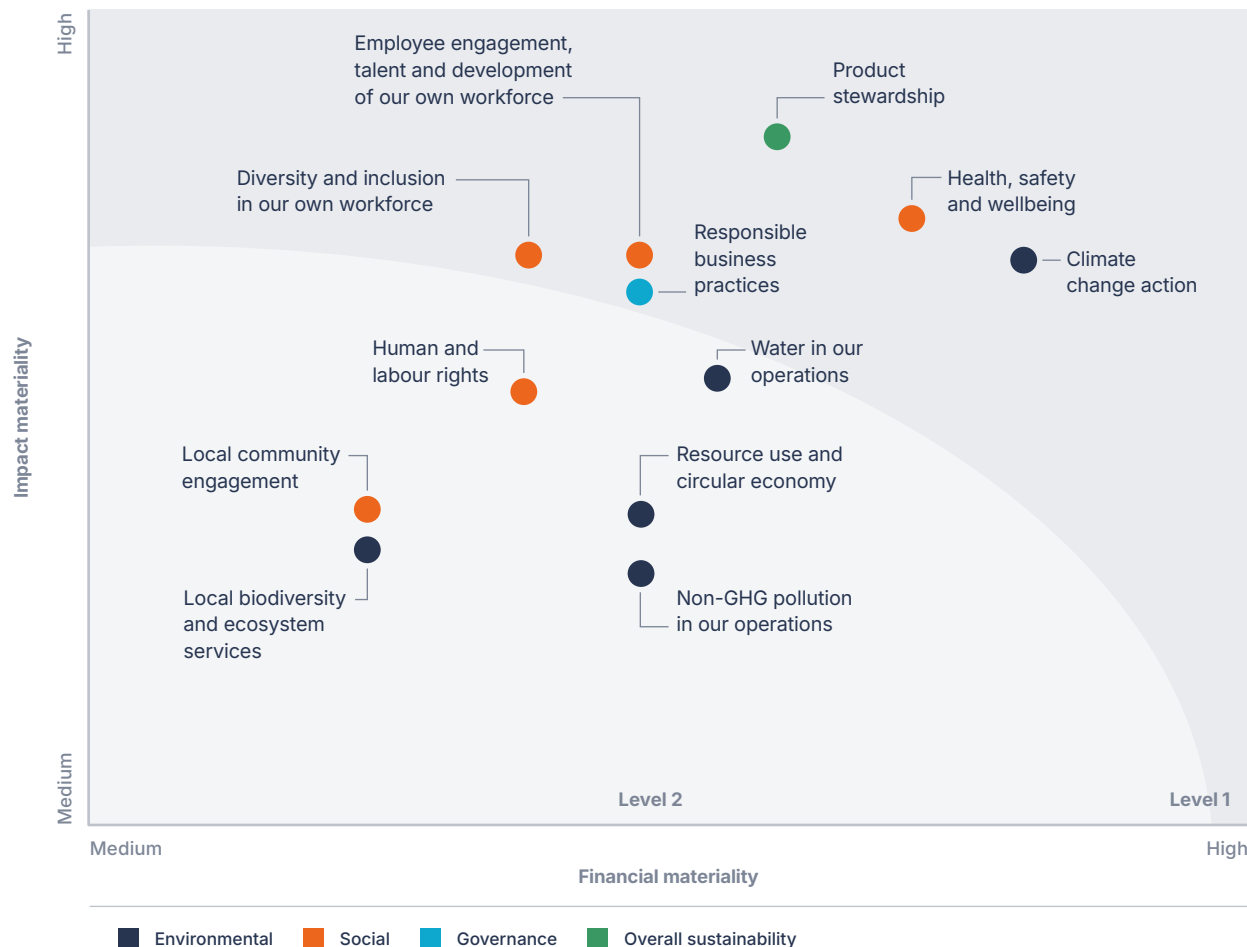 High
Employee engagement,
talent and development
of our own workforce
Product
stewardship
Diversity and inclusion
in our own workforce
Health, safety
and wellbeing
Responsible
business
practices
Climate
change action
Human and
labour rights
Water in our
operations
Impact materiality
Local community
engagement
Resource use and
circular economy
Local biodiversity
and ecosystem
services
Non-GHG pollution
in our operations
Medium
Level 2
Level 1
Medium
High
Financial materiality
Environmental
Social
Governance
Overall sustainability